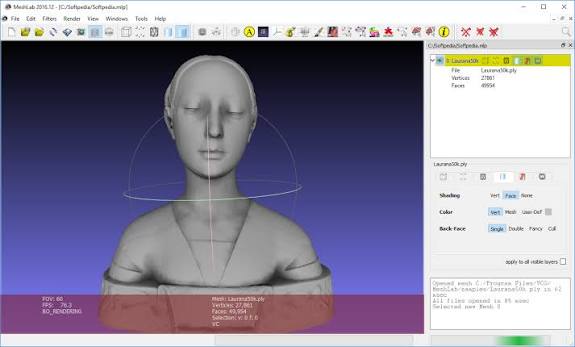 MeshLab 2016.12 - [C:/Softpedia/Softpedia.mlp]
File Edit Filters Render View Windows Tools Help
C:/Softpedia/Softpedia.mlp
0 Laurana50k
File Laurana50k.ply
Vertices 27861
Faces 49,954
Laurana50k.ply
Shading Vert Face None
Color Vert Mesh User-Def
Back-Face Single Double Fancy Cull
apply to all visible layers
Opened mesh C:/Program Files/VCG/
MeshLab/samples/Laurana50k.ply in 62
msec
All files opened in 85 msec
Selected new Mesh 0
FOV: 60
FPS: 76.3
BO_RENDERING
Mesh: Laurana50k.ply
Vertices: 27,861
Faces: 49,954
Selection: v: 0 f: 0
VC